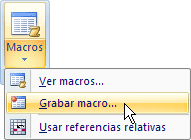 Macros
Ver macros...
Grabar macro...
Usar referencias relativas